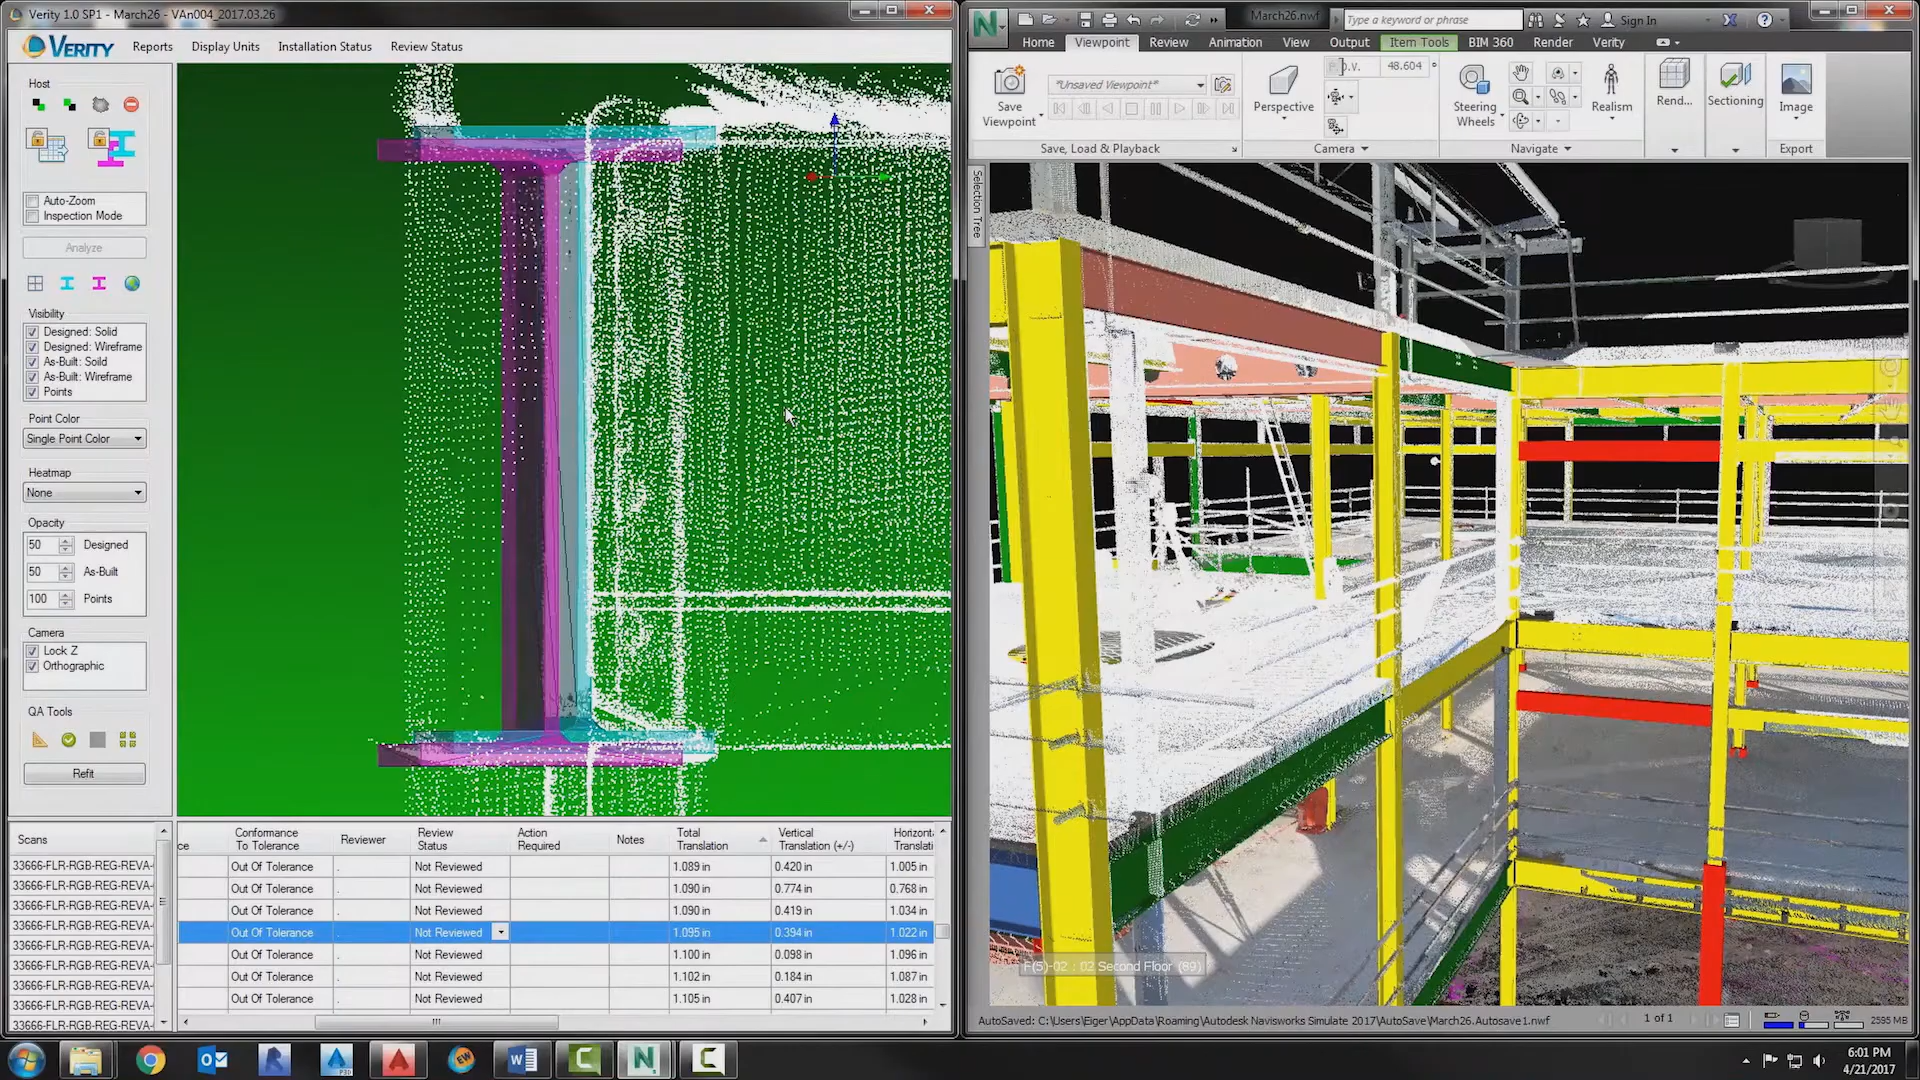 Verity 1.0 SP1 - March26 - VAn004_2017.03.26
VERITY
Reports
Display Units
Installation Status
Review Status
Host
Auto-Zoom
Inspection Mode
Analyze
Visibility
Designed: Solid
Designed: Wireframe
As-Built: Soild
As-Built: Wireframe
Points
Point Color
Single Point Color
Heatmap
None
Opacity
50 Designed
50 As-Built
100 Points
Camera
Lock Z
Orthographic
QA Tools
Refit
Scans
33666-FLR-RGB-REG-REVA-
33666-FLR-RGB-REG-REVA-
33666-FLR-RGB-REG-REVA-
33666-FLR-RGB-REG-REVA-
33666-FLR-RGB-REG-REVA-
33666-FLR-RGB-REG-REVA-
33666-FLR-RGB-REG-REVA-
33666-FLR-RGB-REG-REVA-
33666-FLR-RGB-REG-REVA-
ce
Conformance To Tolerance
Reviewer
Review Status
Action Required
Notes
Total Translation
Vertical Translation (+/-)
Horizont Translati
Out Of Tolerance . Not Reviewed 1.089 in 0.420 in 1.005 in
Out Of Tolerance . Not Reviewed 1.090 in 0.774 in 0.768 in
Out Of Tolerance . Not Reviewed 1.090 in 0.419 in 1.034 in
Out Of Tolerance . Not Reviewed 1.095 in 0.394 in 1.022 in
Out Of Tolerance . Not Reviewed 1.100 in 0.098 in 1.096 in
Out Of Tolerance . Not Reviewed 1.102 in 0.184 in 1.087 in
Out Of Tolerance . Not Reviewed 1.105 in 0.407 in 1.028 in
N
March26.nwf
Type a keyword or phrase
Sign In
Home
Viewpoint
Review
Animation
View
Output
Item Tools
BIM 360
Render
Verity
Save Viewpoint
*Unsaved Viewpoint*
Save, Load & Playback
Perspective
O.V. 48.604 °
Camera
Steering Wheels
Realism
Navigate
Rend...
Sectioning
Image
Export
Selection Tree
F(5)-02 : 02 Second Floor (89)
AutoSaved: C:\Users\Eiger\AppData\Roaming\Autodesk Navisworks Simulate 2017\AutoSave\March26.Autosave1.nwf
1 of 1
2595 MB
6:01 PM
4/21/2017